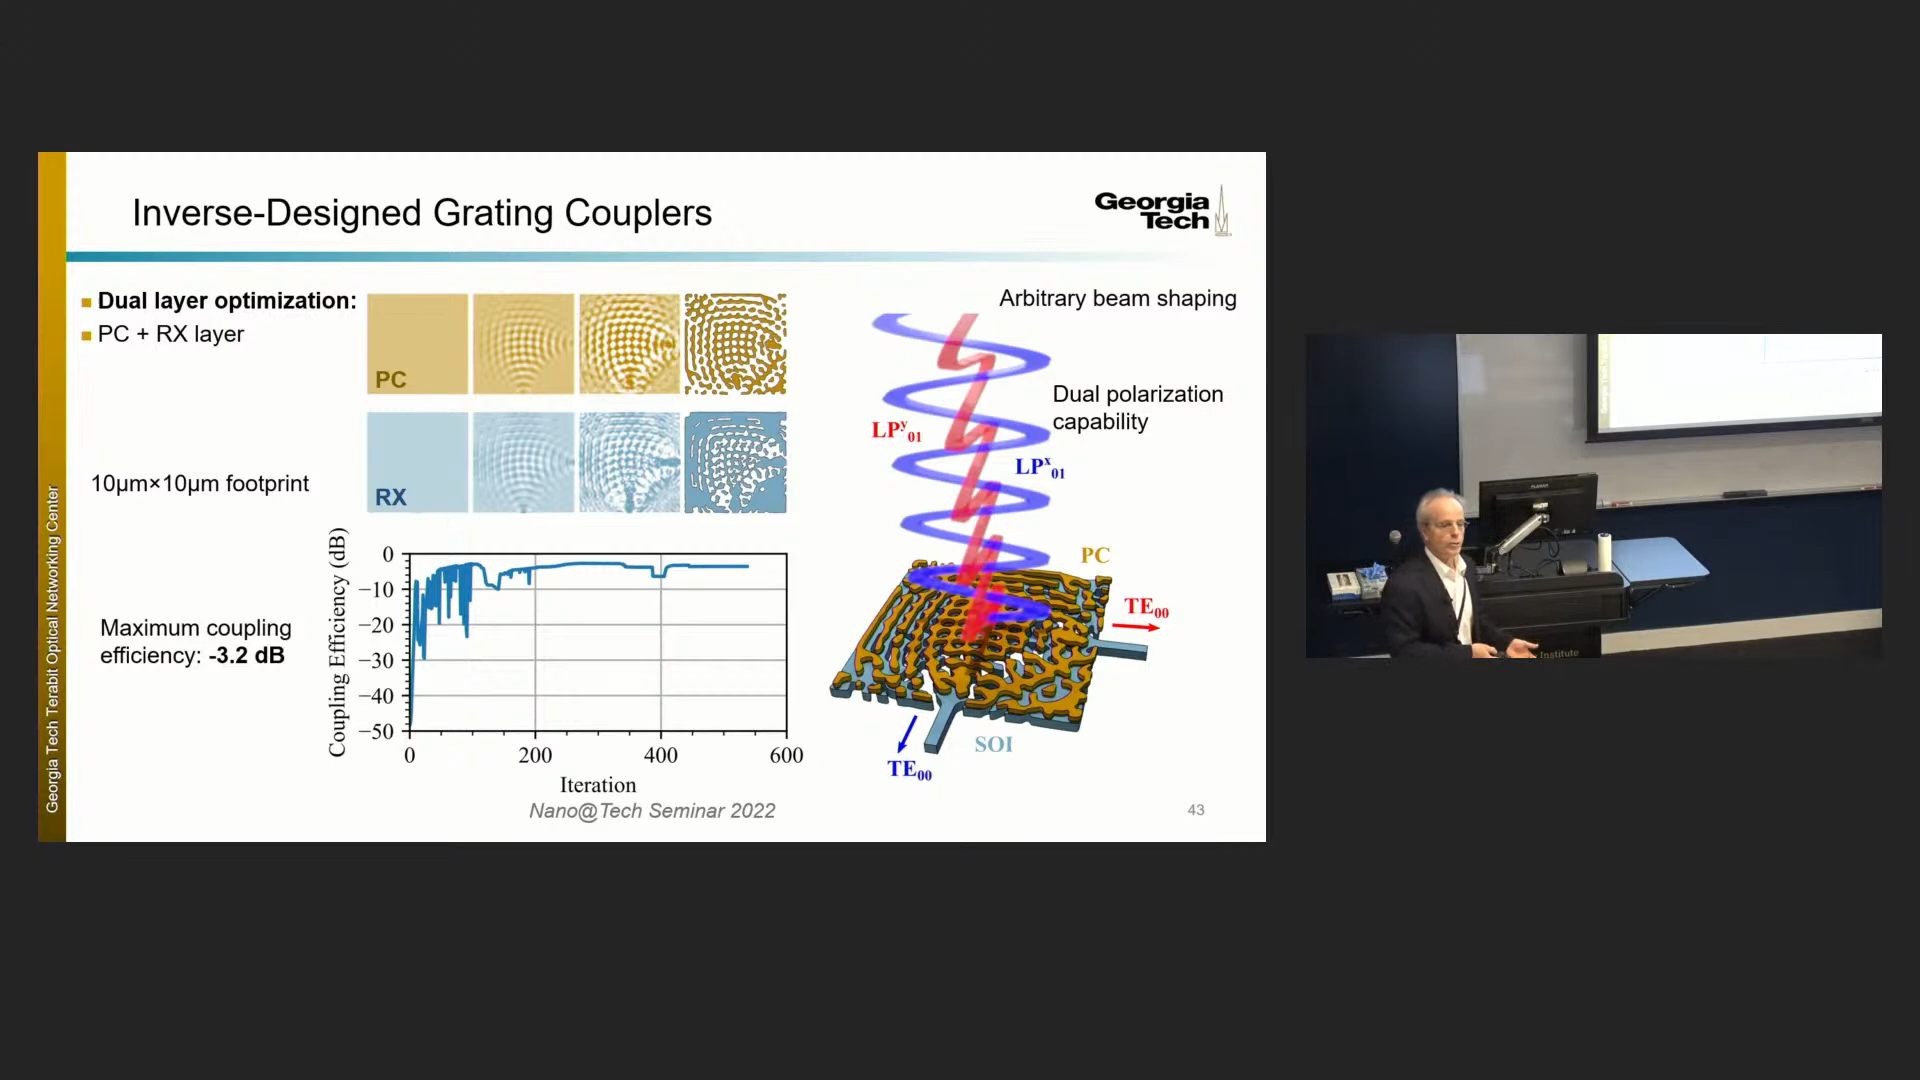 Inverse-Designed Grating Couplers
Georgia
Tech
Dual layer optimization:
PC + RX layer
PC
RX
10μm×10μm footprint
Maximum coupling
efficiency: -3.2 dB
Coupling Efficiency (dB)
0
−10
−20
−30
−40
−50
0
200
400
600
Iteration
Arbitrary beam shaping
Dual polarization
capability
LPʸ₀₁
LPˣ₀₁
PC
TE₀₀
SOI
TE₀₀
Nano@Tech Seminar 2022
43
Georgia Tech Terabit Optical Networking Center
Institute